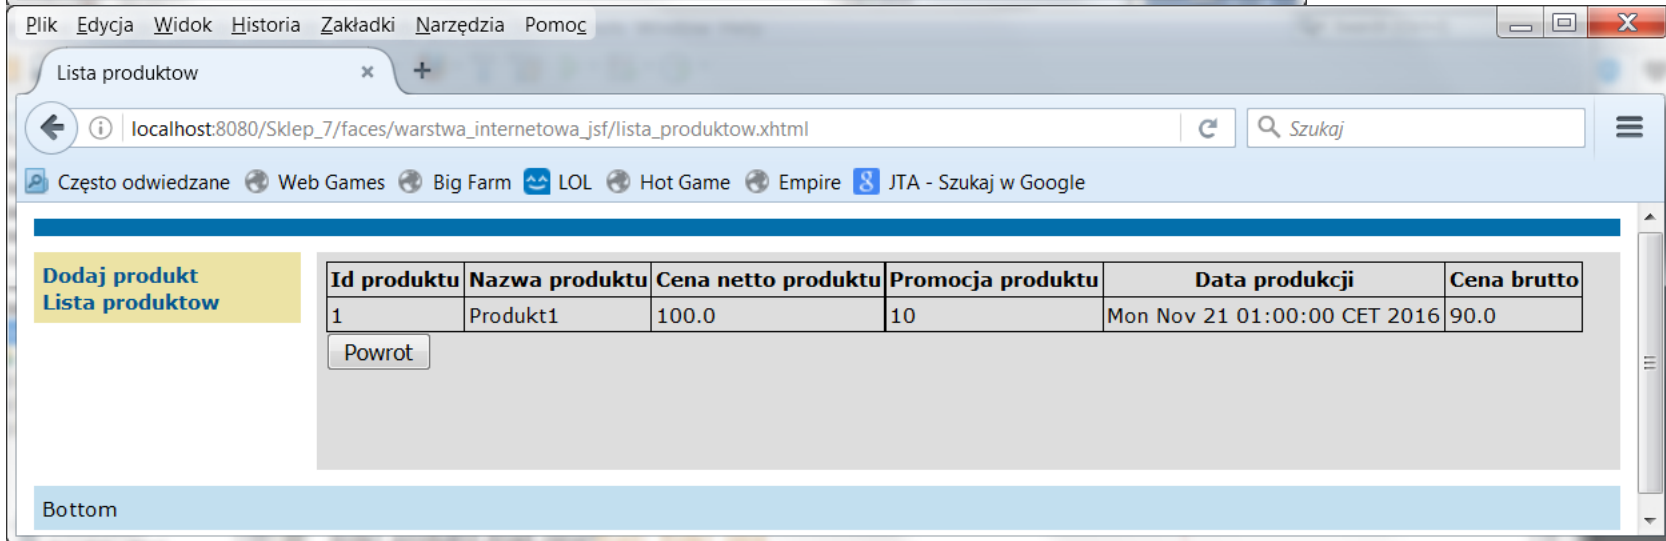 Plik Edycja Widok Historia Zakładki Narzędzia Pomoc
Lista produktow
localhost:8080/Sklep_7/faces/warstwa_internetowa_jsf/lista_produktow.xhtml Szukaj
Często odwiedzane Web Games Big Farm LOL Hot Game Empire JTA - Szukaj w Google
Dodaj produkt
Lista produktow
Id produktu Nazwa produktu Cena netto produktu Promocja produktu Data produkcji Cena brutto
1 Produkt1 100.0 10 Mon Nov 21 01:00:00 CET 2016 90.0
Powrot
Bottom